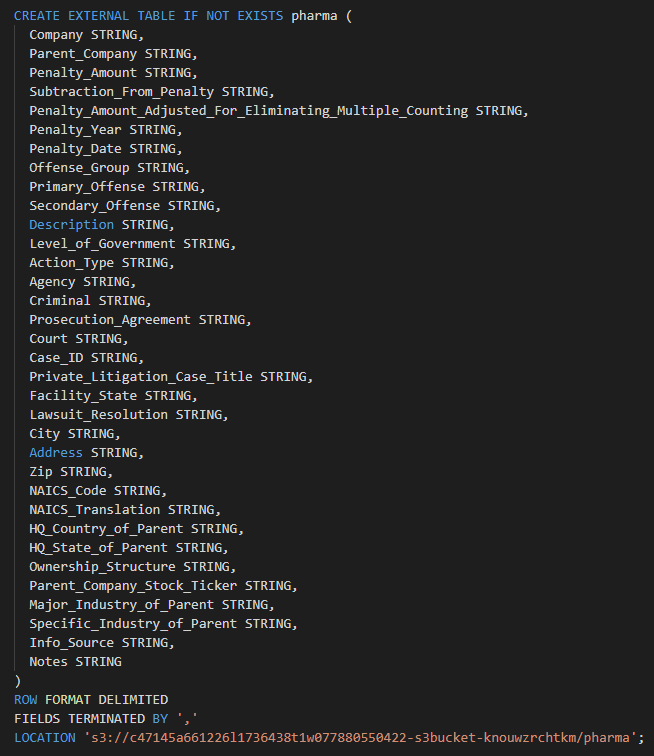 CREATE EXTERNAL TABLE IF NOT EXISTS pharma (
Company STRING,
Parent_Company STRING,
Penalty_Amount STRING,
Subtraction_From_Penalty STRING,
Penalty_Amount_Adjusted_For_Eliminating_Multiple_Counting STRING,
Penalty_Year STRING,
Penalty_Date STRING,
Offense_Group STRING,
Primary_Offense STRING,
Secondary_Offense STRING,
Description STRING,
Level_of_Government STRING,
Action_Type STRING,
Agency STRING,
Criminal STRING,
Prosecution_Agreement STRING,
Court STRING,
Case_ID STRING,
Private_Litigation_Case_Title STRING,
Facility_State STRING,
Lawsuit_Resolution STRING,
City STRING,
Address STRING,
Zip STRING,
NAICS_Code STRING,
NAICS_Translation STRING,
HQ_Country_of_Parent STRING,
HQ_State_of_Parent STRING,
Ownership_Structure STRING,
Parent_Company_Stock_Ticker STRING,
Major_Industry_of_Parent STRING,
Specific_Industry_of_Parent STRING,
Info_Source STRING,
Notes STRING
)
ROW FORMAT DELIMITED
FIELDS TERMINATED BY ','
LOCATION 's3://c47145a661226l1736438t1w077880550422-s3bucket-knouwzrchtkm/pharma';